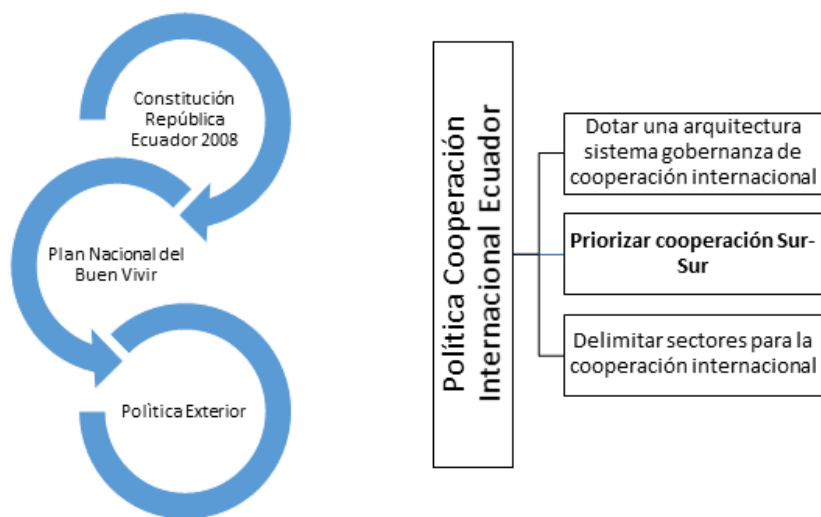 Constitución
República
Ecuador 2008
Plan Nacional del
Buen Vivir
Polìtica Exterior
Política Cooperación
Internacional Ecuador
Dotar una arquitectura
sistema gobernanza de
cooperación internacional
Priorizar cooperación Sur-
Sur
Delimitar sectores para la
cooperación internacional